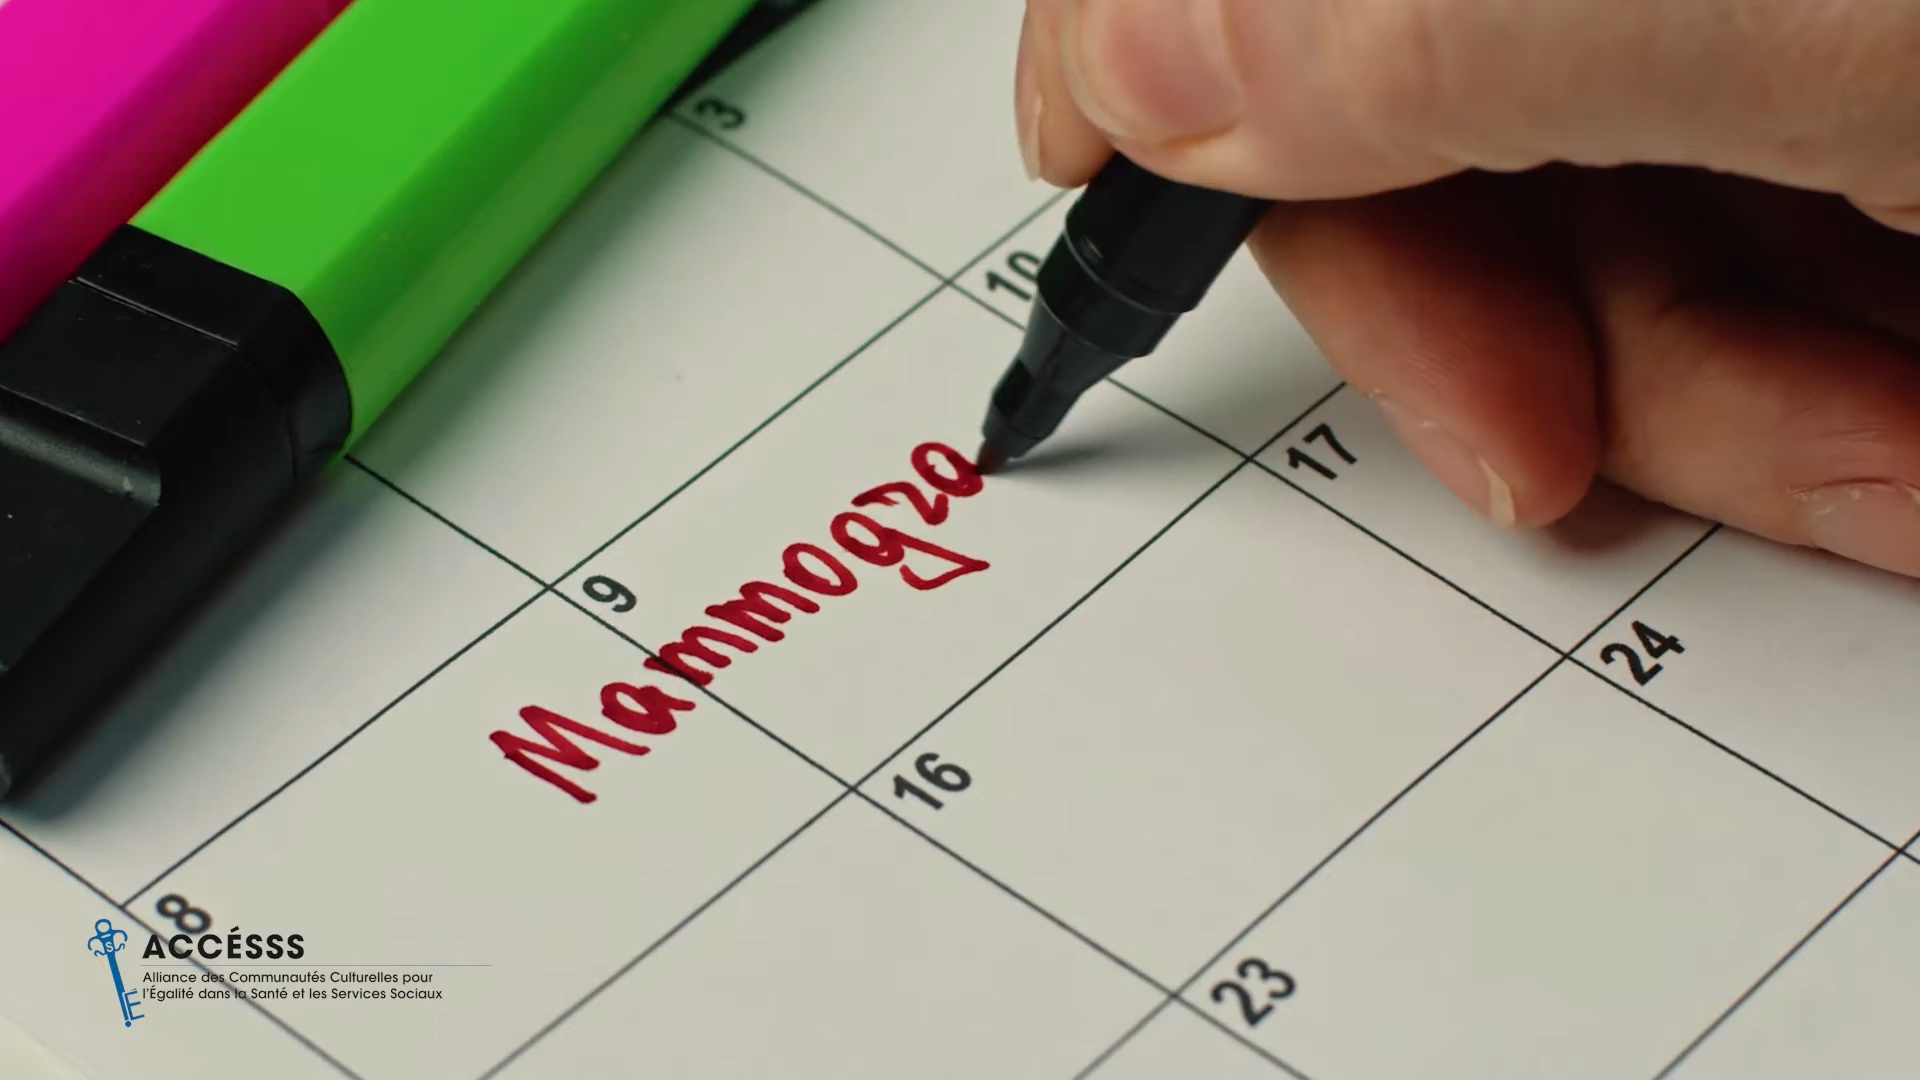 3
10
17
24
9
Mammogra
16
23
8
ACCÉSSS
Alliance des Communautés Culturelles pour
l'Égalité dans la Santé et les Services Sociaux